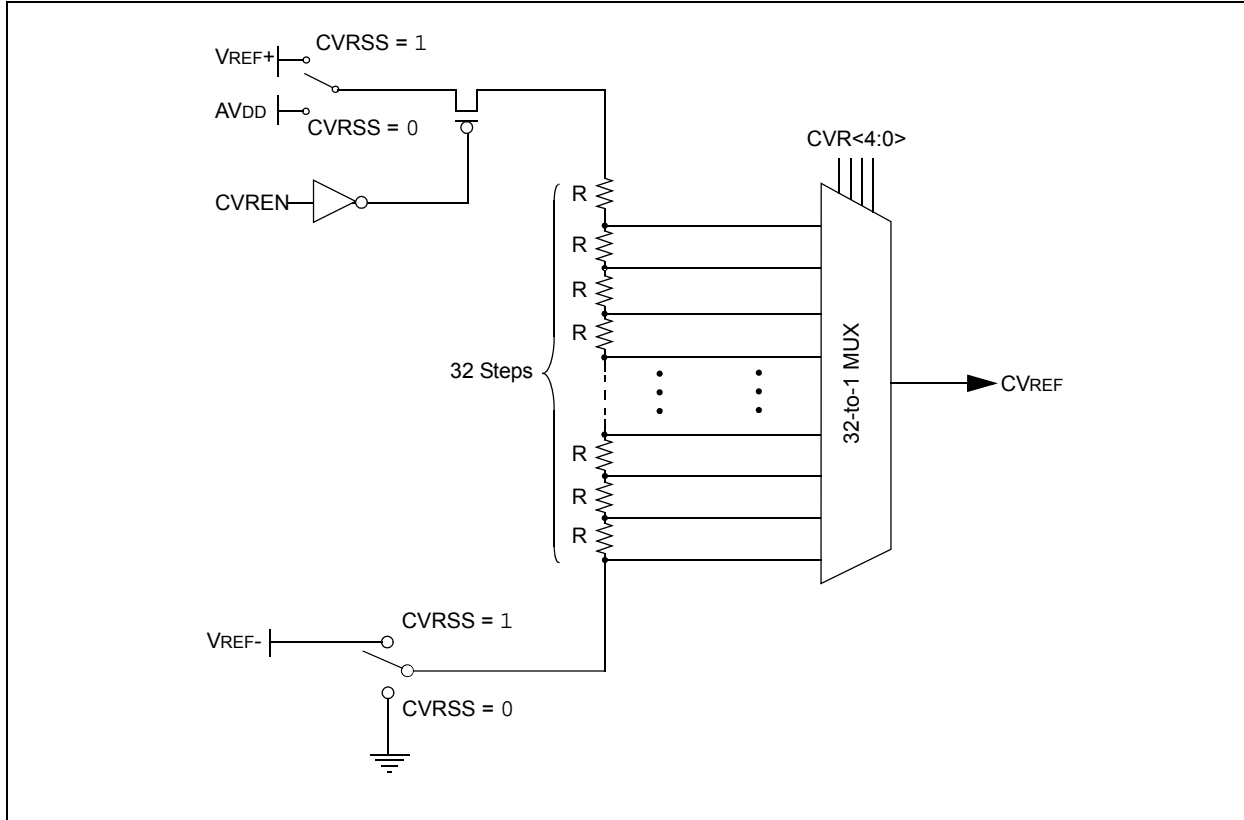 CVRSS = 1
VREF+
AVDD
CVRSS = 0
CVR<4:0>
CVREN
R
R
R
R
32 Steps
32-to-1 MUX
CVREF
R
R
R
CVRSS = 1
VREF-
CVRSS = 0